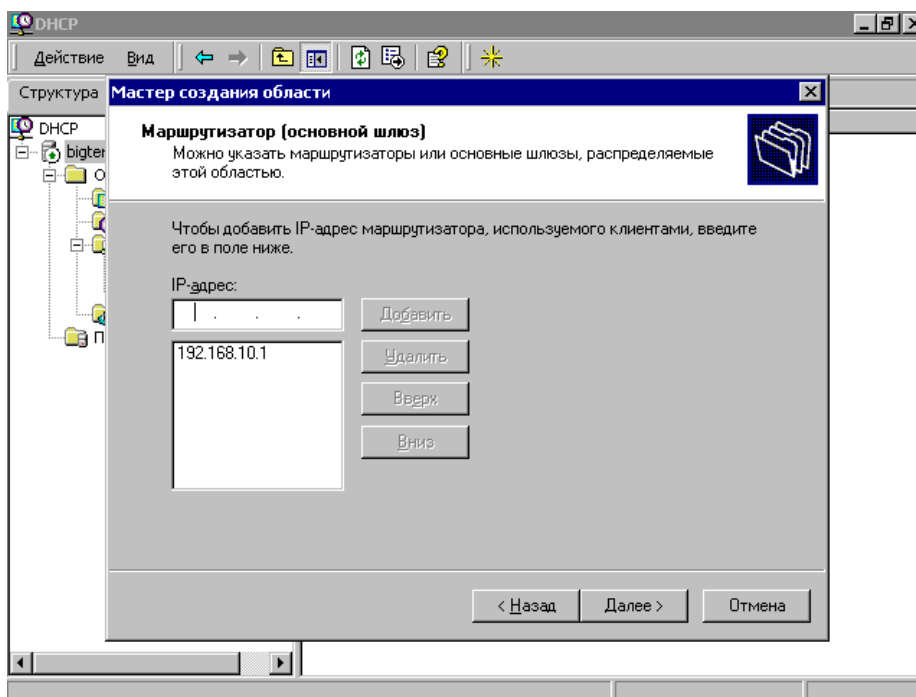 DHCP
Действие Вид
Структура
Мастер создания области
DHCP
Маршрутизатор (основной шлюз)
Можно указать маршрутизаторы или основные шлюзы, распределяемые
этой областью.
Чтобы добавить IP-адрес маршрутизатора, используемого клиентами, введите
его в поле ниже.
IP-адрес:
. . .
Добавить
192.168.10.1
Удалить
Вверх
Вниз
< Назад
Далее >
Отмена